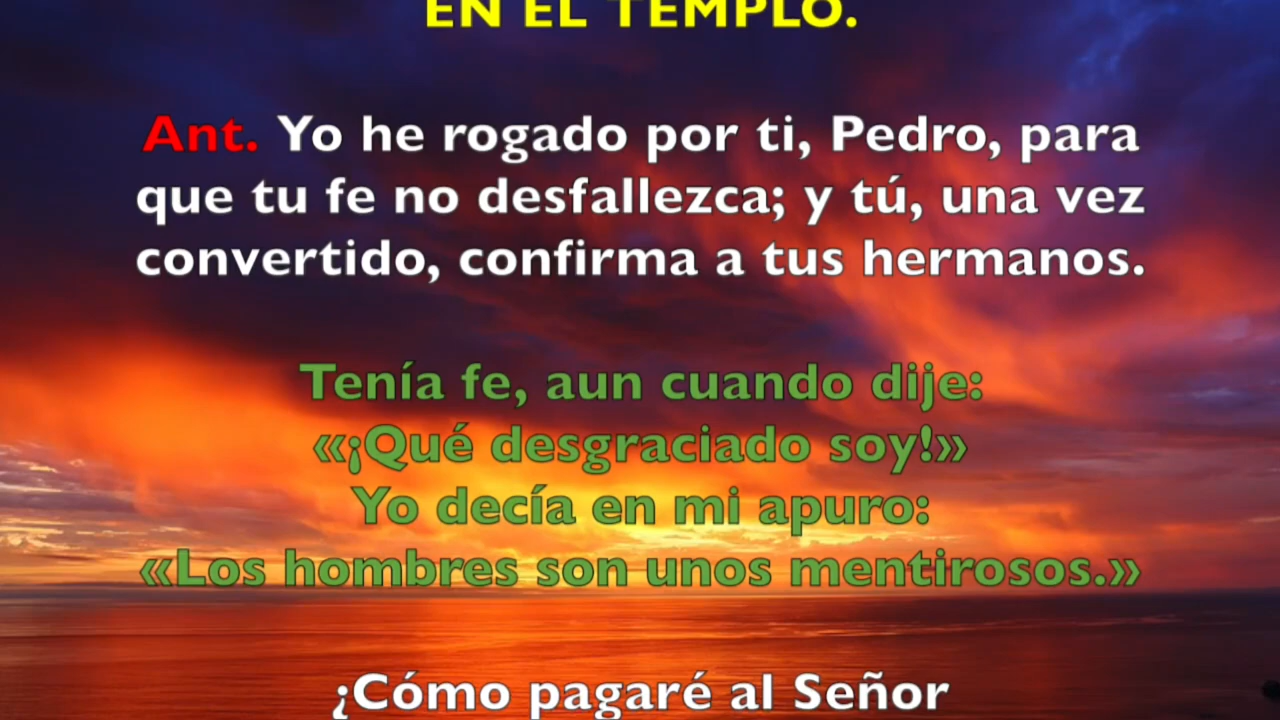 EN EL TEMPLO.
Ant. Yo he rogado por ti, Pedro, para
que tu fe no desfallezca; y tú, una vez
convertido, confirma a tus hermanos.
Tenía fe, aun cuando dije:
«¡Qué desgraciado soy!»
Yo decía en mi apuro:
«Los hombres son unos mentirosos.»
¿Cómo pagaré al Señor